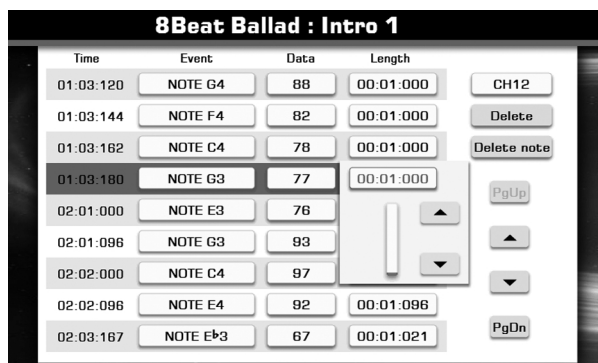 8Beat Ballad : Intro 1
Time Event Data Length
01:03:120 NOTE G4 88 00:01:000 CH12
01:03:144 NOTE F4 82 00:01:000 Delete
01:03:162 NOTE C4 78 00:01:000 Delete note
01:03:180 NOTE G3 77 00:01:000 PgUp
02:01:000 NOTE E3 76
02:01:096 NOTE G3 93
02:02:000 NOTE C4 97
02:02:096 NOTE E4 92 00:01:096
02:03:167 NOTE E♭3 67 00:01:021 PgDn